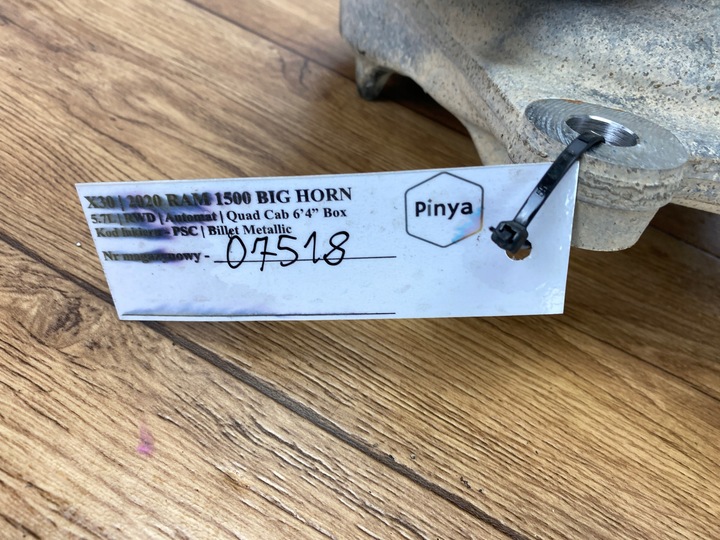 X30 | 2020 RAM 1500 BIG HORN
5.7L | RWD | Automat | Quad Cab 6'4" Box
Kod lakieru - PSC | Billet Metallic
Nr magazynowy - 07518
Pinya